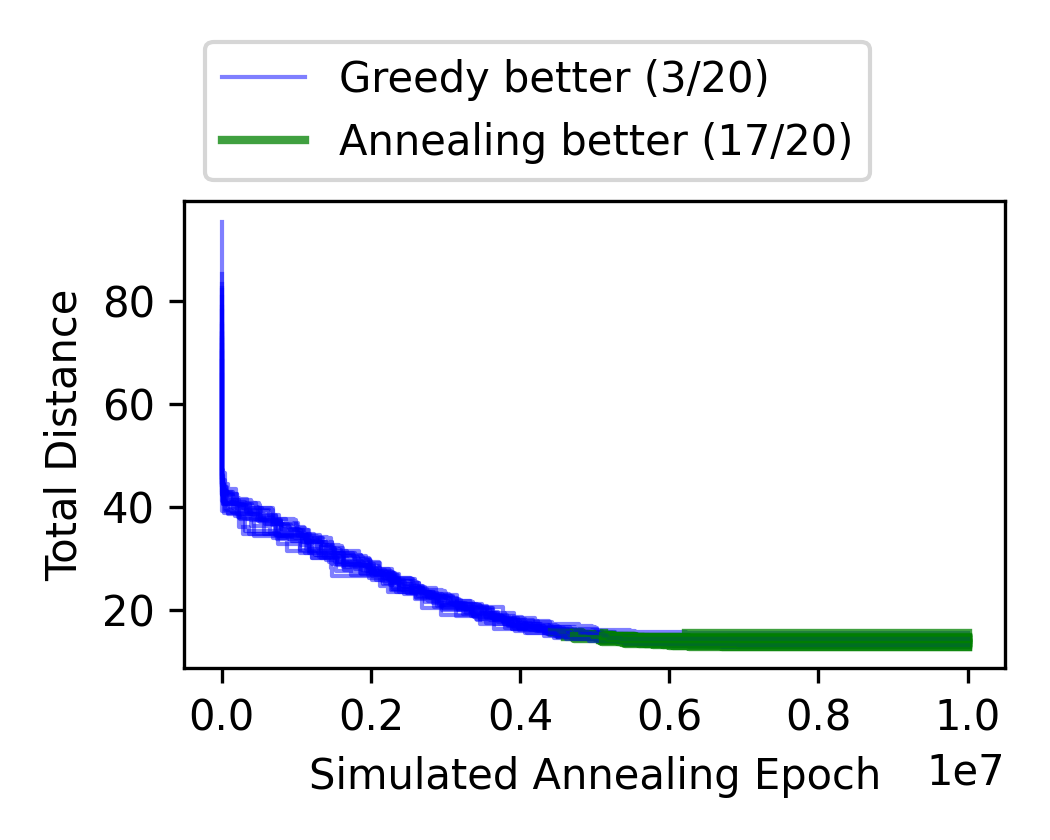 Greedy better (3/20)
Annealing better (17/20)
Total Distance
80
60
40
20
0.0 0.2 0.4 0.6 0.8 1.0
1e7
Simulated Annealing Epoch